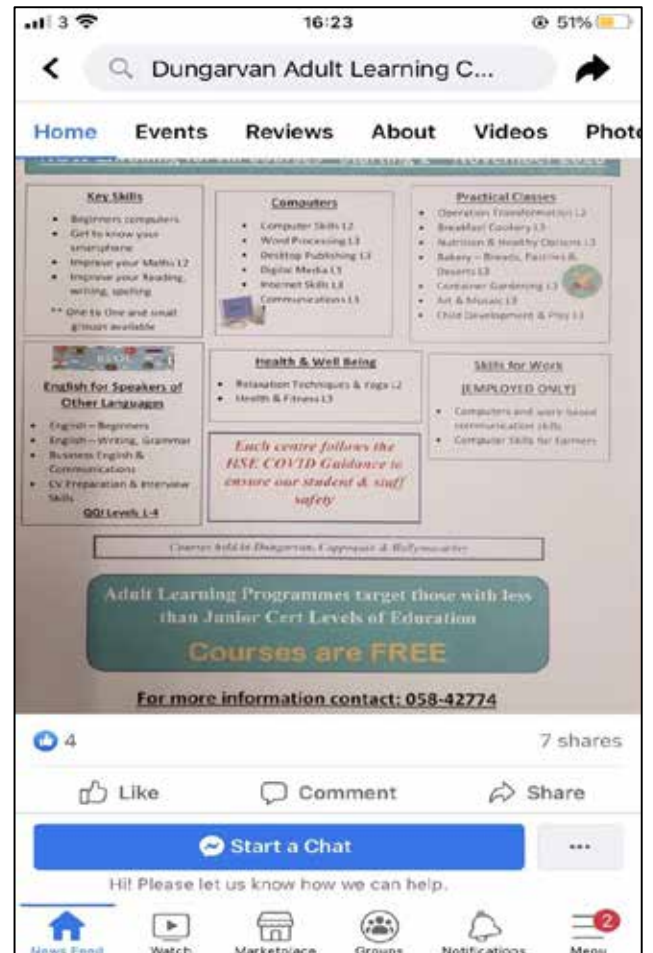 3
16:23
51%
Dungarvan Adult Learning C...
Home Events Reviews About Videos Phot
Key Skills
Beginners computers
Get to know your
smartphone
Improve your Maths L2
Improve your Reading,
writing, spelling
** One to One and small
groups available
Computers
Computer Skills L2
Word Processing L3
Desktop Publishing L3
Digital Media L3
Internet Skills L3
Communications L3
Practical Classes
Operation Transformation L2
Breakfast Cookery L3
Nutrition & Healthy Options L3
Bakery – Breads, Pastries &
Deserts L3
Container Gardening L3
Art & Mosaic L3
Child Development & Play L3
English for Speakers of
Other Languages
English – Beginners
English – Writing, Grammar
Business English &
Communications
CV Preparation & Interview
Skills
QQI Levels 1-4
Health & Well Being
Relaxation Techniques & Yoga L2
Health & Fitness L3
Each centre follows the
HSE COVID Guidance to
ensure our student & staff
safety
Skills for Work
[EMPLOYED ONLY]
Computers and work based
communication skills
Computer Skills for Farmers
Courses held in Dungarvan, Cappoquin &
Adult Learning Programmes target those with less
than Junior Cert Levels of Education
Courses are FREE
For more information contact: 058-42774
4
7 shares
Like Comment Share
Start a Chat
...
Hi! Please let us know how we can help.
2
News Feed Watch Marketplace Groups Notifications Menu